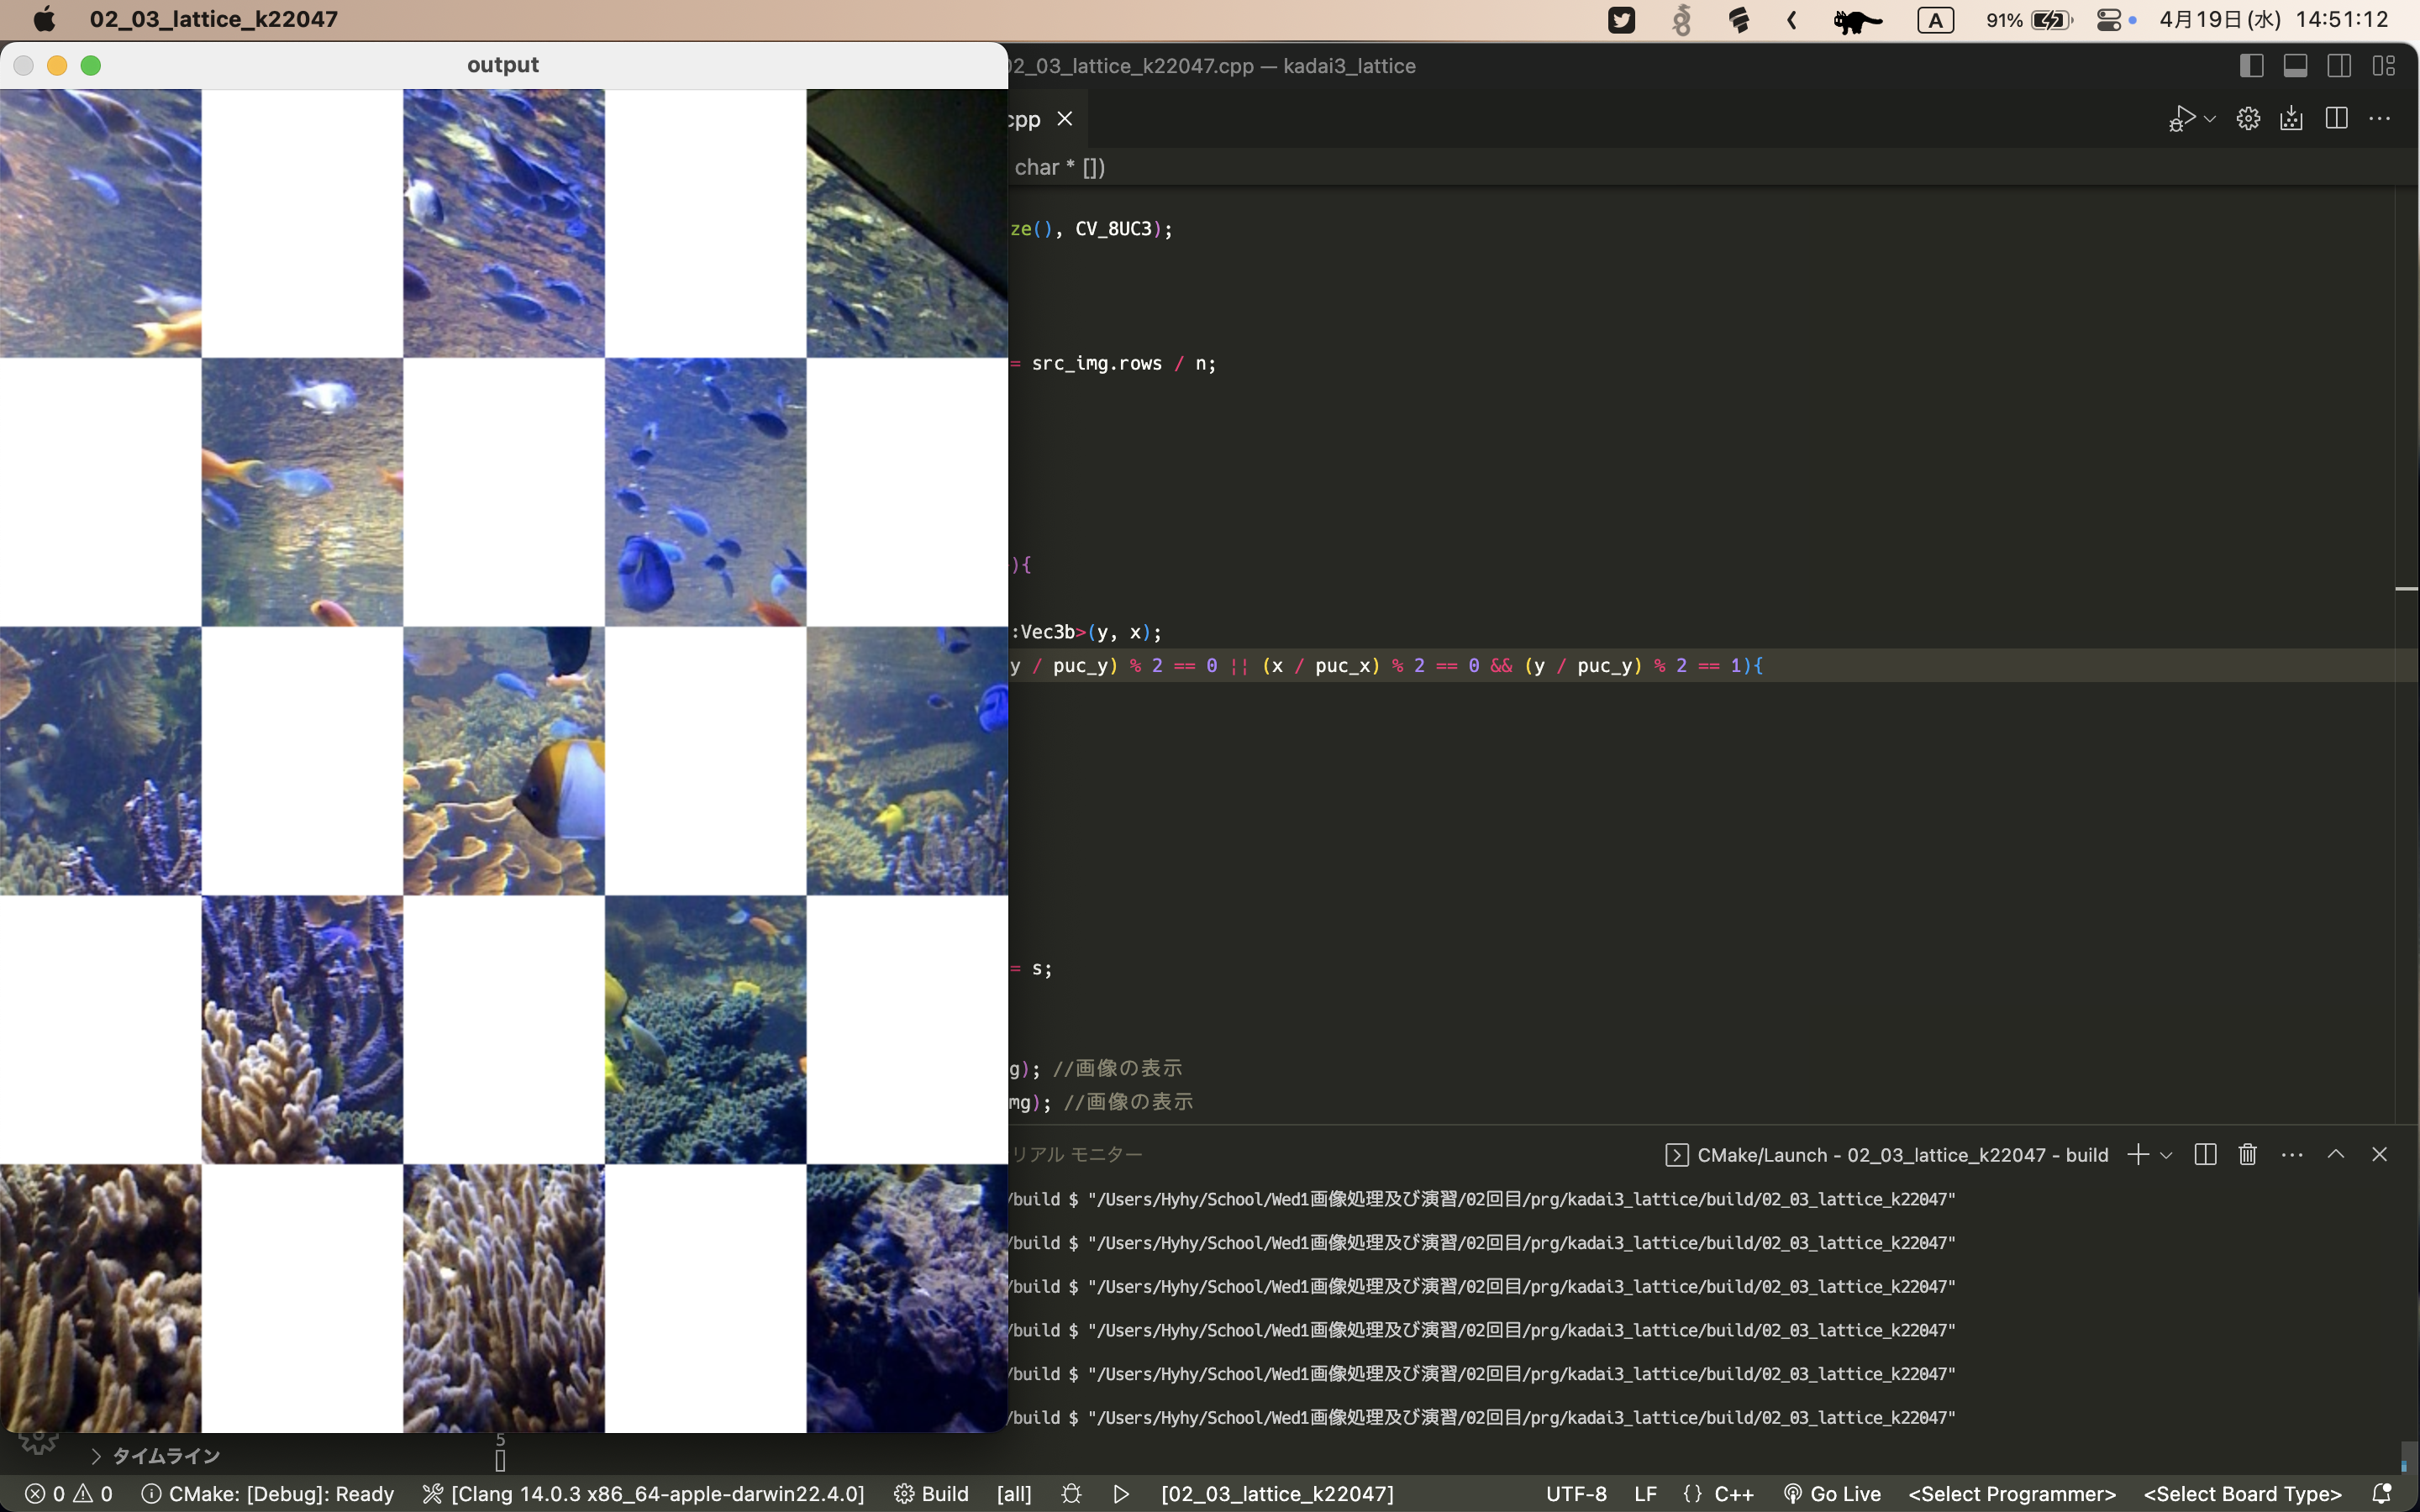 02_03_lattice_k22047
A
91%
4月19日(水) 14:51:12
output
02_03_lattice_k22047.cpp — kadai3_lattice
cpp
char * [])
ze(), CV_8UC3);
= src_img.rows / n;
){
:Vec3b>(y, x);
y / puc_y) % 2 == 0 || (x / puc_x) % 2 == 0 && (y / puc_y) % 2 == 1){
= s;
g); //画像の表示
mg); //画像の表示
リアル モニター
CMake/Launch - 02_03_lattice_k22047 - build
/build $ "/Users/Hyhy/School/Wed1画像処理及び演習/02回目/prg/kadai3_lattice/build/02_03_lattice_k22047"
/build $ "/Users/Hyhy/School/Wed1画像処理及び演習/02回目/prg/kadai3_lattice/build/02_03_lattice_k22047"
/build $ "/Users/Hyhy/School/Wed1画像処理及び演習/02回目/prg/kadai3_lattice/build/02_03_lattice_k22047"
/build $ "/Users/Hyhy/School/Wed1画像処理及び演習/02回目/prg/kadai3_lattice/build/02_03_lattice_k22047"
/build $ "/Users/Hyhy/School/Wed1画像処理及び演習/02回目/prg/kadai3_lattice/build/02_03_lattice_k22047"
/build $ "/Users/Hyhy/School/Wed1画像処理及び演習/02回目/prg/kadai3_lattice/build/02_03_lattice_k22047"
5
タイムライン
0 0 CMake: [Debug]: Ready [Clang 14.0.3 x86_64-apple-darwin22.4.0] Build [all] [02_03_lattice_k22047] UTF-8 LF {} C++ Go Live <Select Programmer> <Select Board Type>